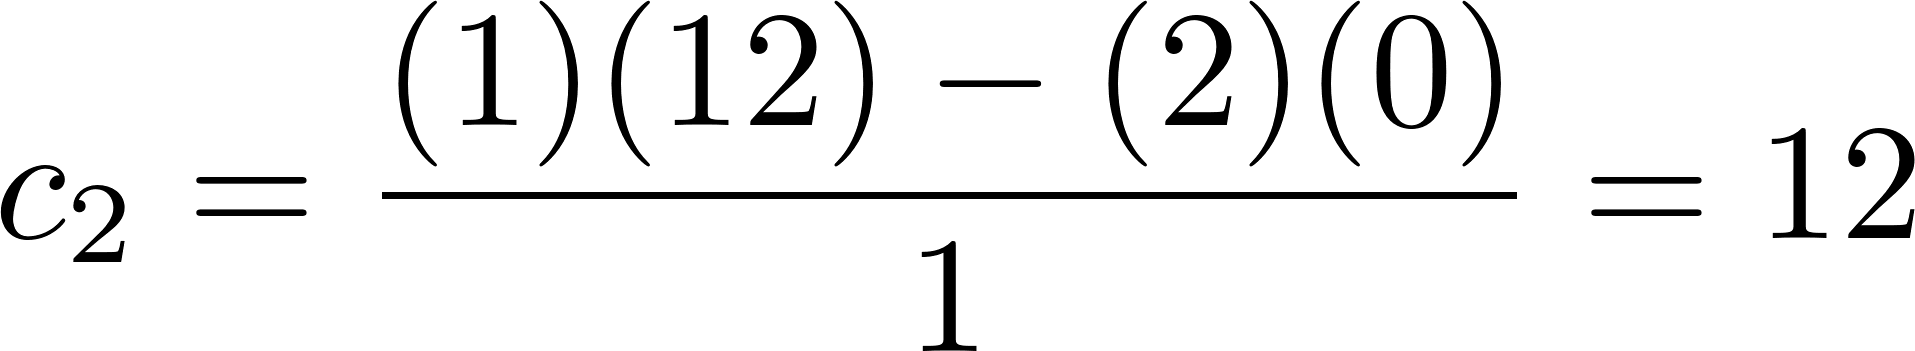 c_2 = \frac{(1)(12) - (2)(0)}{1} = 12